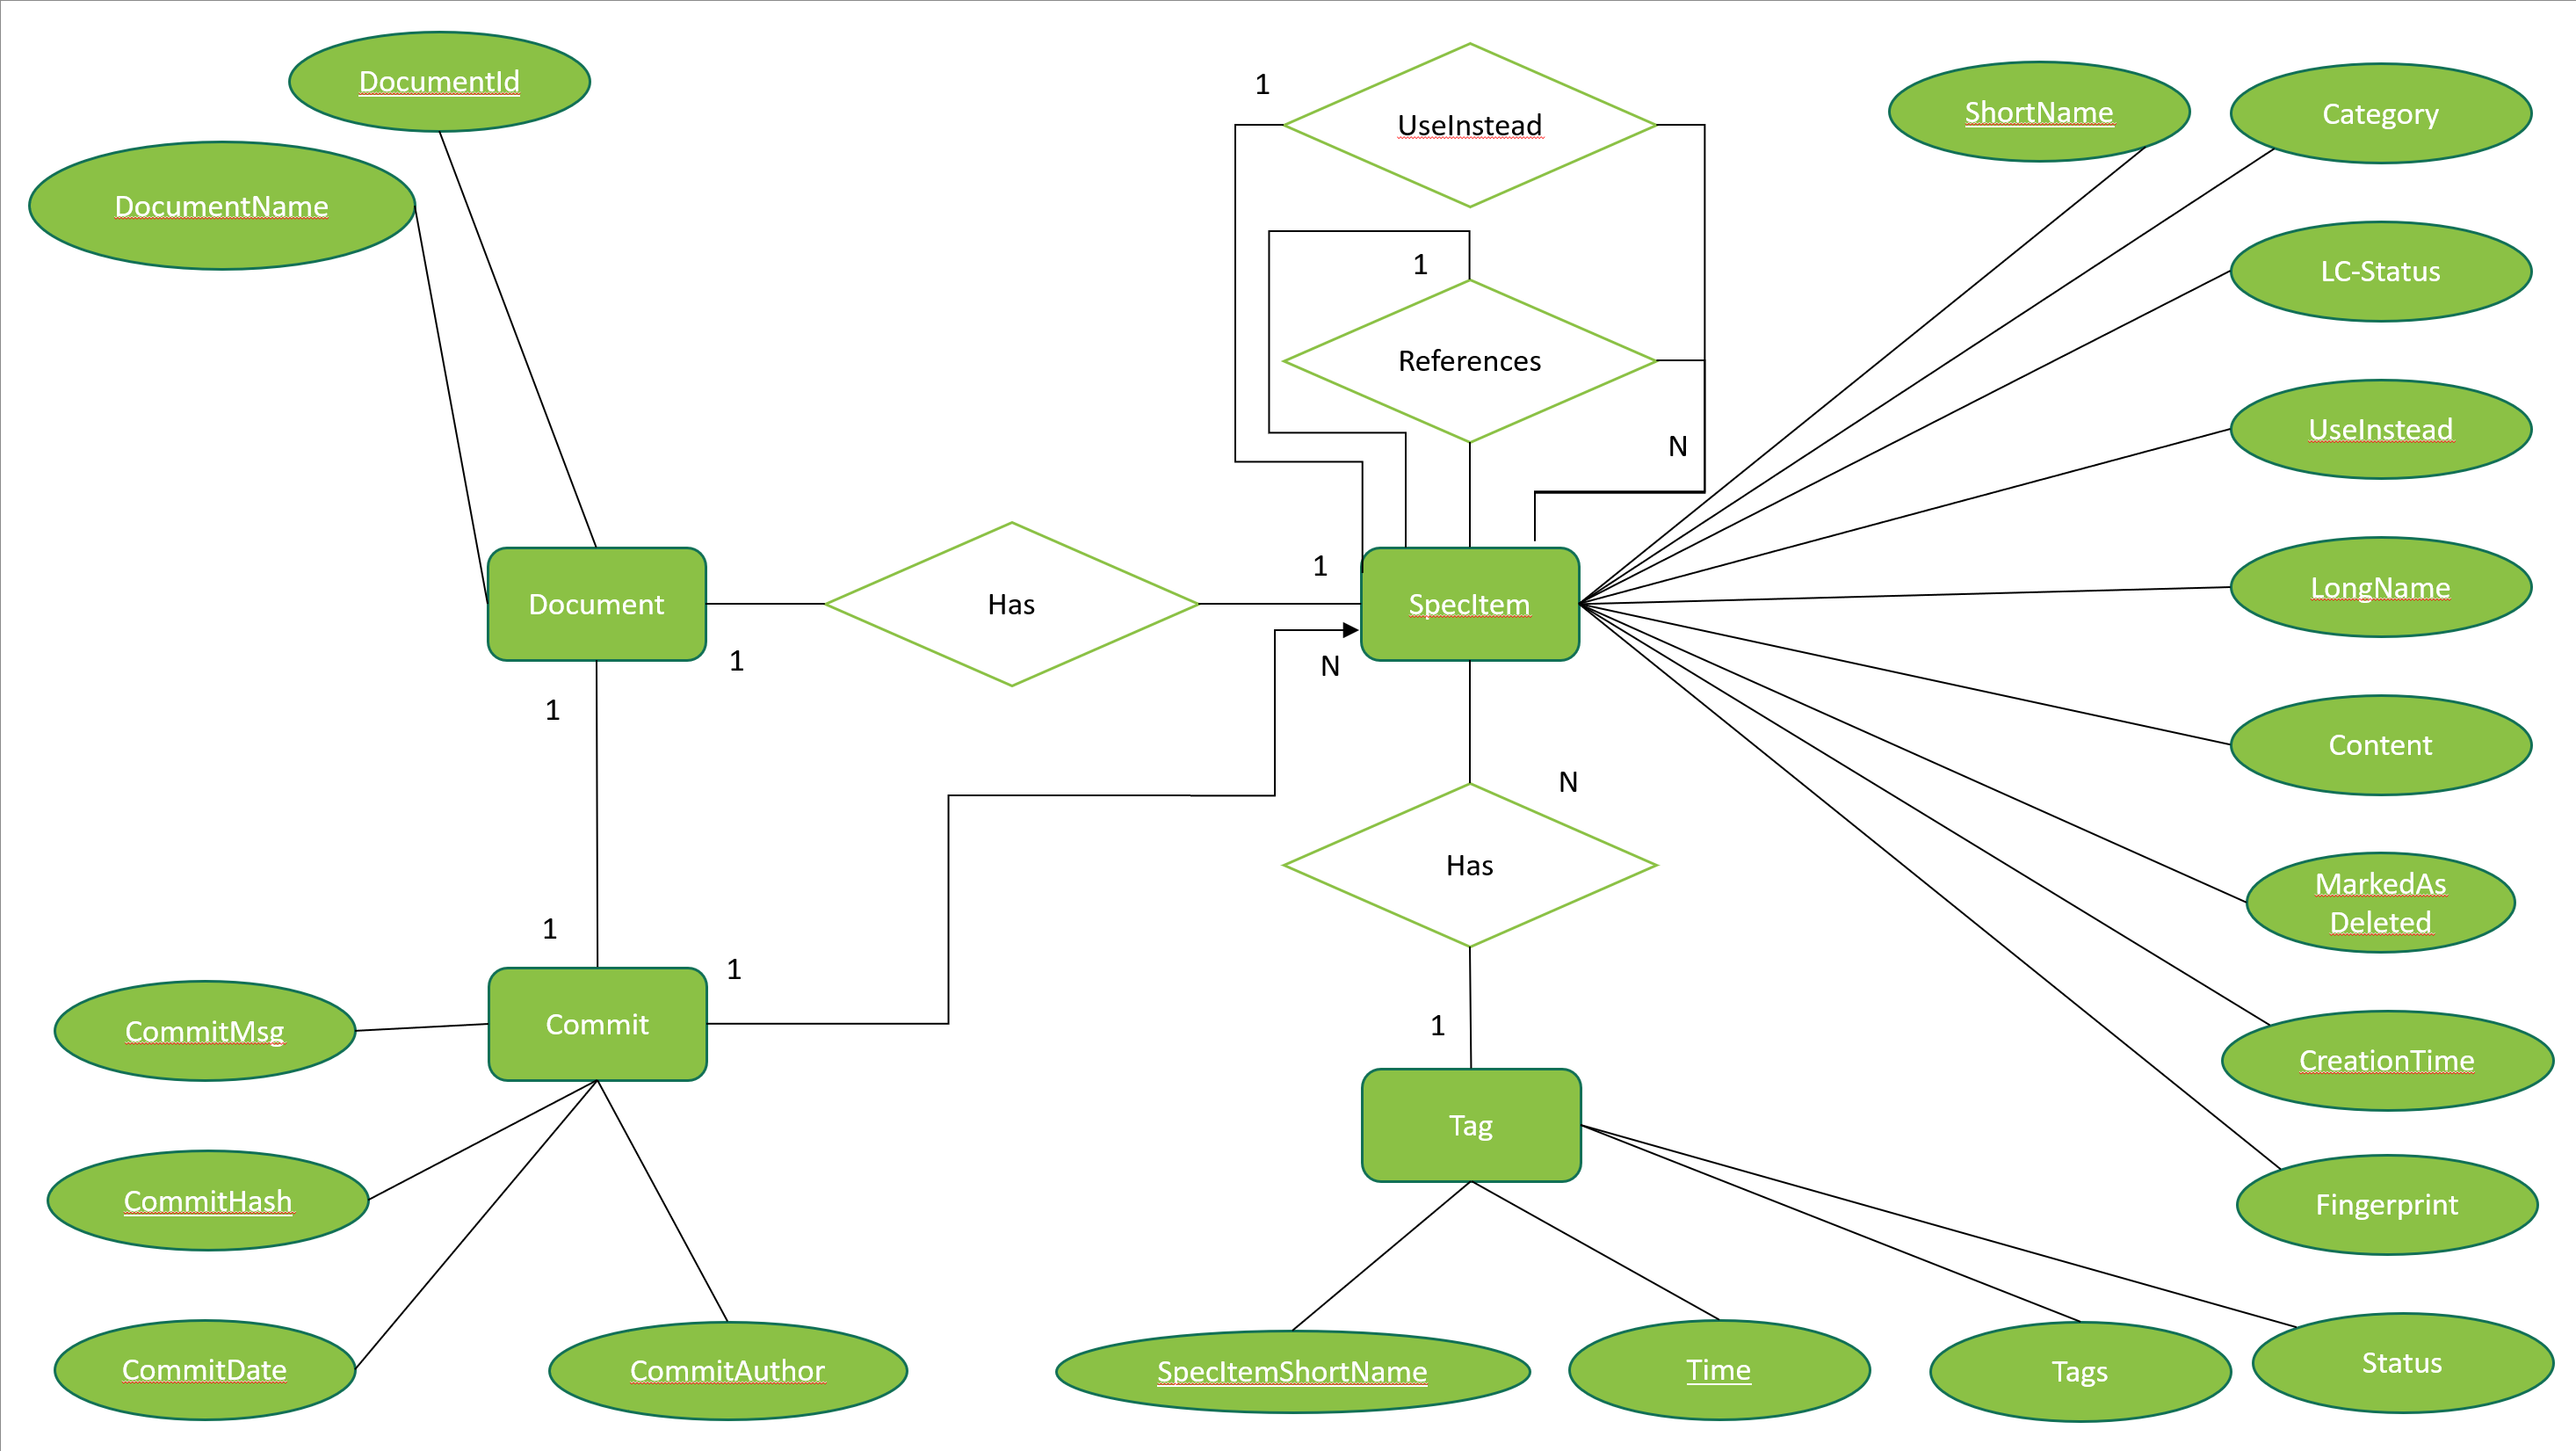 DocumentId
DocumentName
1
UseInstead
1
References
N
ShortName
Category
LC-Status
UseInstead
LongName
Content
MarkedAs
Deleted
CreationTime
Fingerprint
Document
1
Has
1
SpecItem
N
1
1
Commit
1
N
Has
1
Tag
CommitMsg
CommitHash
CommitDate
CommitAuthor
SpecItemShortName
Time
Tags
Status